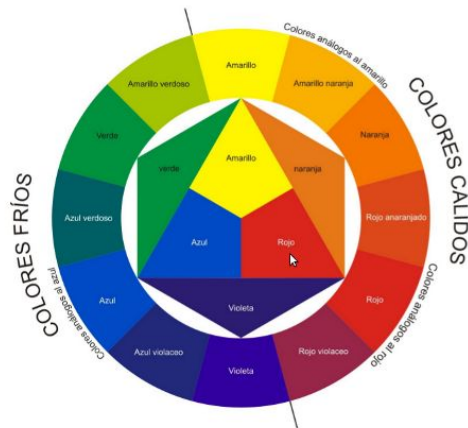 Colores análogos al amarillo
COLORES CALIDOS
Colores análogos al rojo
COLORES FRÍOS
Colores análogos al azul
Amarillo
Amarillo naranja
Naranja
Rojo anaranjado
Rojo
Rojo violaceo
Violeta
Azul violaceo
Azul
Azul verdoso
Verde
Amarillo verdoso
verde
Amarillo
naranja
Azul
Rojo
Violeta